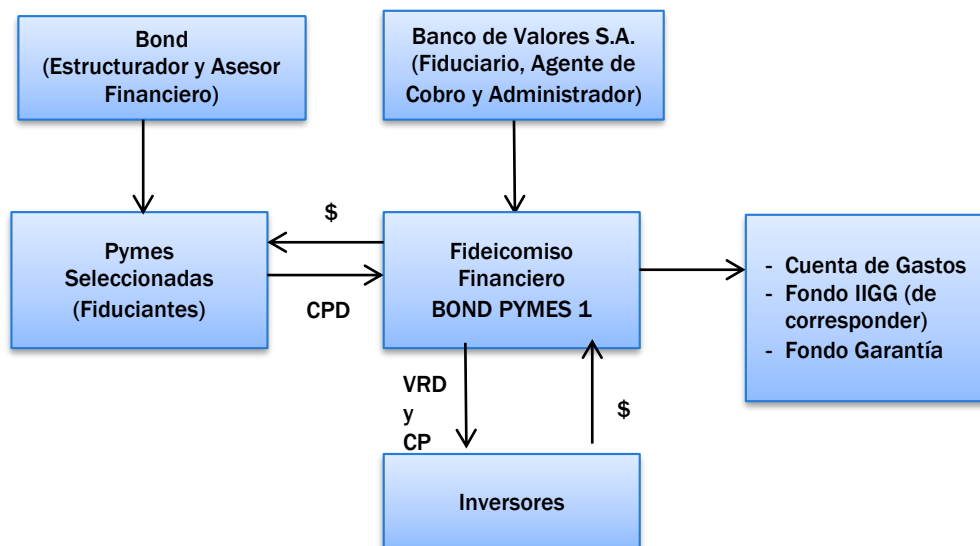 Bond
(Estructurador y Asesor
Financiero)
Banco de Valores S.A.
(Fiduciario, Agente de
Cobro y Administrador)
Pymes
Seleccionadas
(Fiduciantes)
$
CPD
Fideicomiso
Financiero
BOND PYMES 1
- Cuenta de Gastos
- Fondo IIGG (de
corresponder)
- Fondo Garantía
VRD
y
CP
$
Inversores